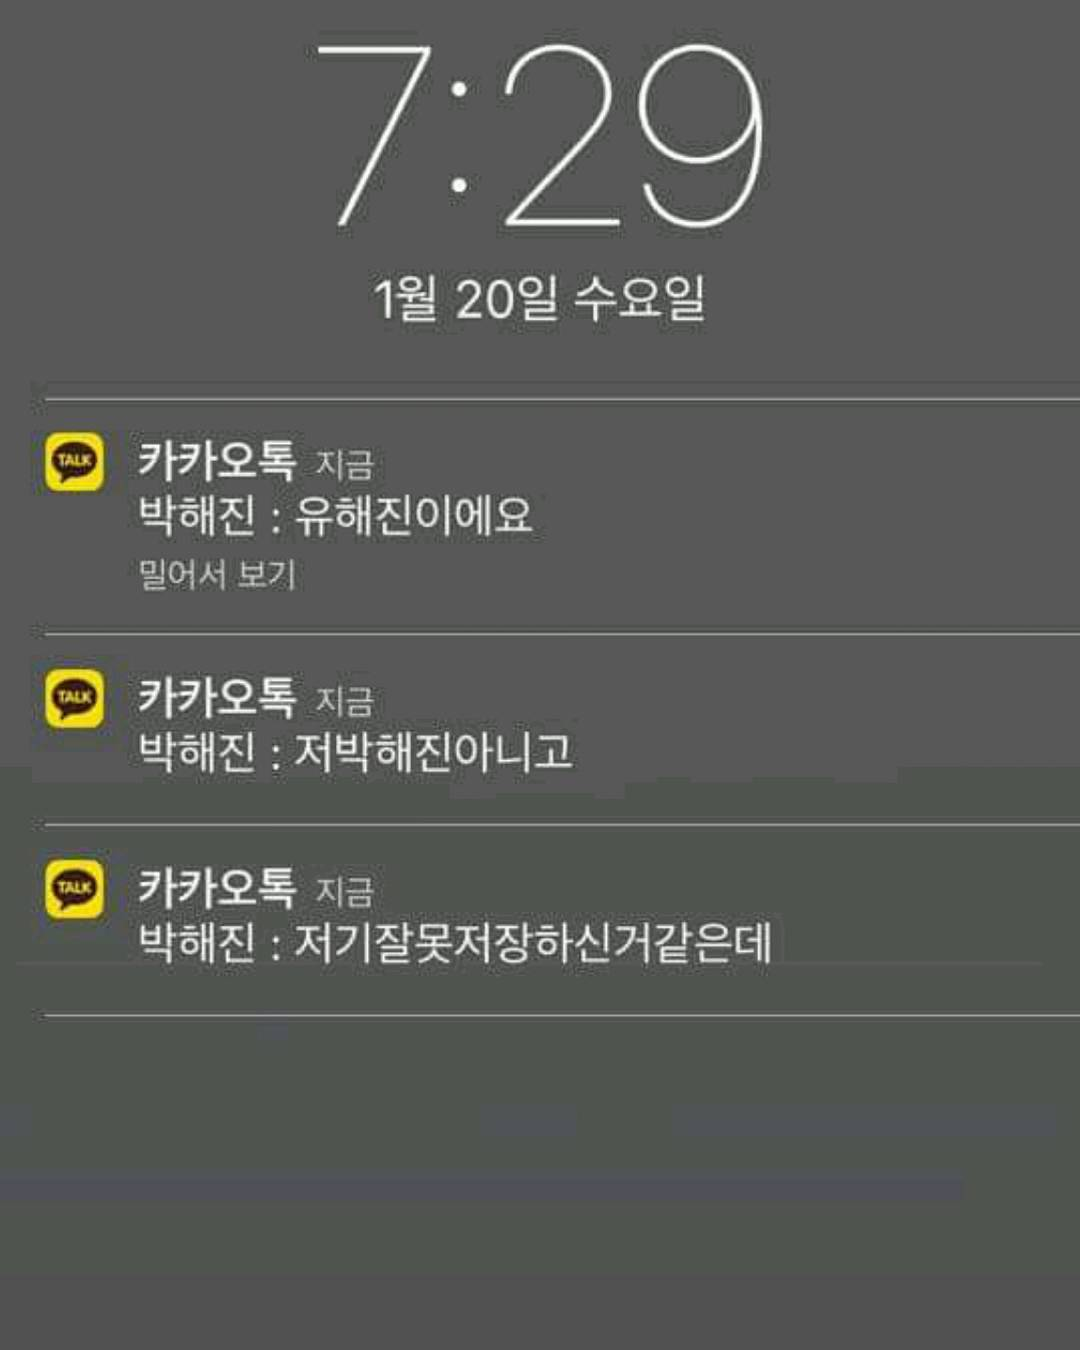 7:29
1월 20일 수요일
TALK
카카오톡 지금
박해진 : 유해진이에요
밀어서 보기
TALK
카카오톡 지금
박해진 : 저박해진아니고
TALK
카카오톡 지금
박해진 : 저기잘못저장하신거같은데